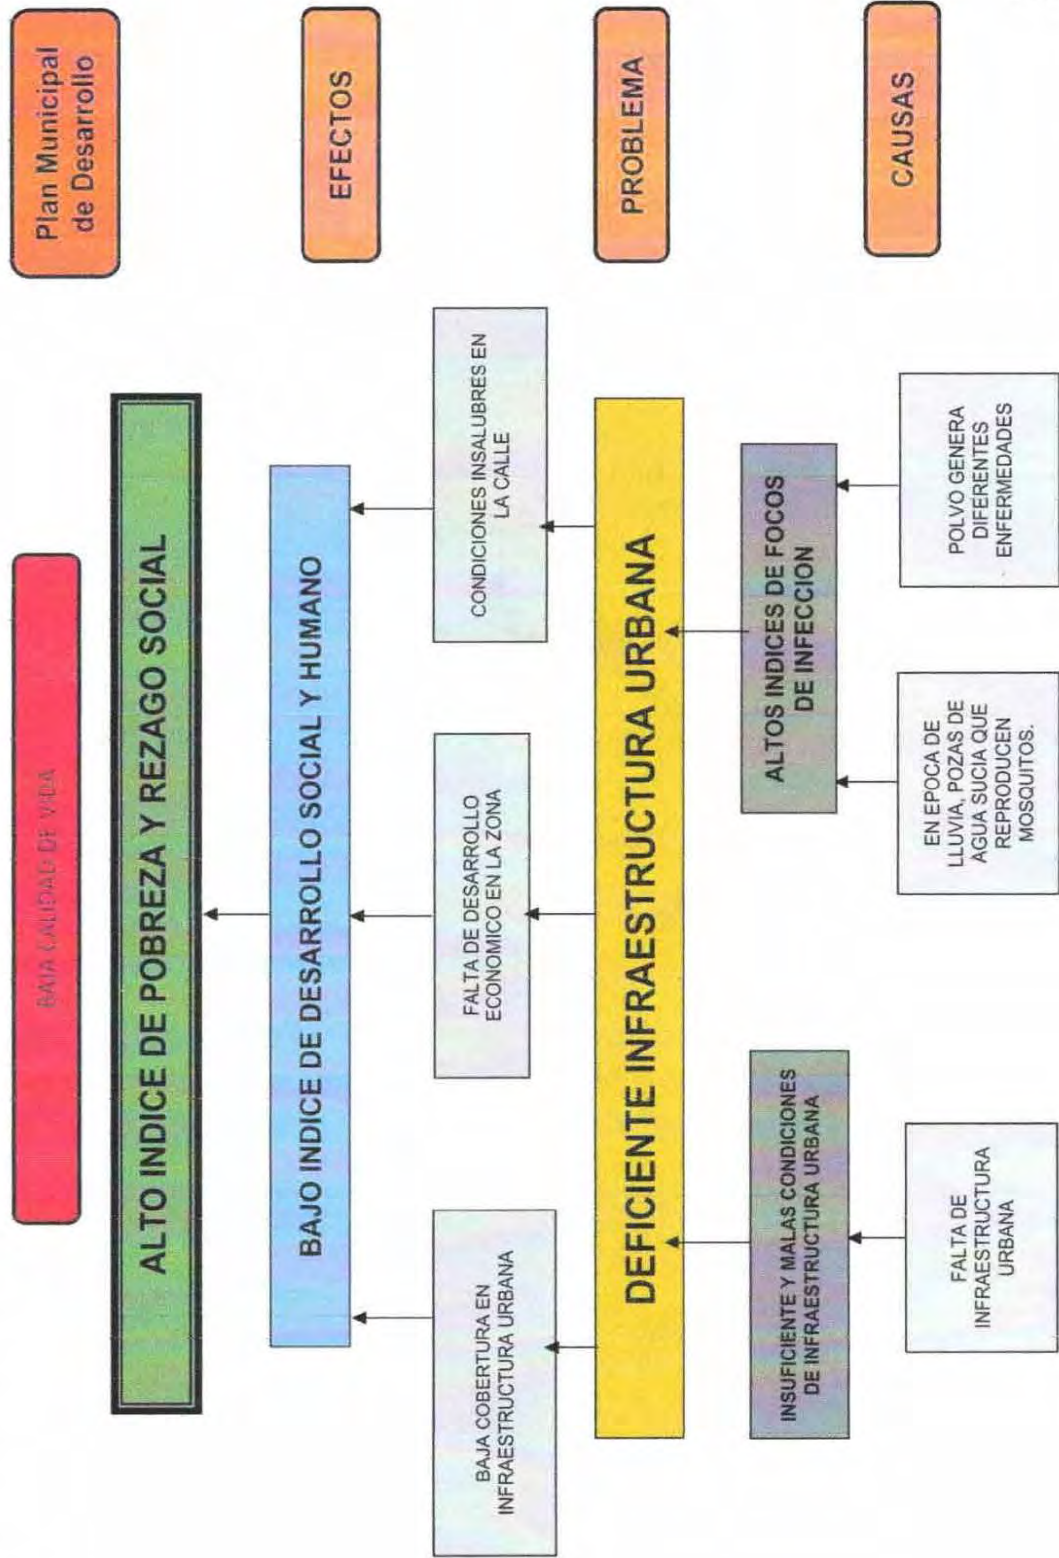 BAJA CALIDAD DE VIDA
Plan Municipal
de Desarrollo
ALTO INDICE DE POBREZA Y REZAGO SOCIAL
BAJO INDICE DE DESARROLLO SOCIAL Y HUMANO
EFECTOS
BAJA COBERTURA EN
INFRAESTRUCTURA URBANA
FALTA DE DESARROLLO
ECONOMICO EN LA ZONA
CONDICIONES INSALUBRES EN
LA CALLE
DEFICIENTE INFRAESTRUCTURA URBANA
PROBLEMA
INSUFICIENTE Y MALAS CONDICIONES
DE INFRAESTRUCTURA URBANA
ALTOS INDICES DE FOCOS
DE INFECCION
CAUSAS
FALTA DE
INFRAESTRUCTURA
URBANA
EN EPOCA DE
LLUVIA, POZAS DE
AGUA SUCIA QUE
REPRODUCEN
MOSQUITOS.
POLVO GENERA
DIFERENTES
ENFERMEDADES